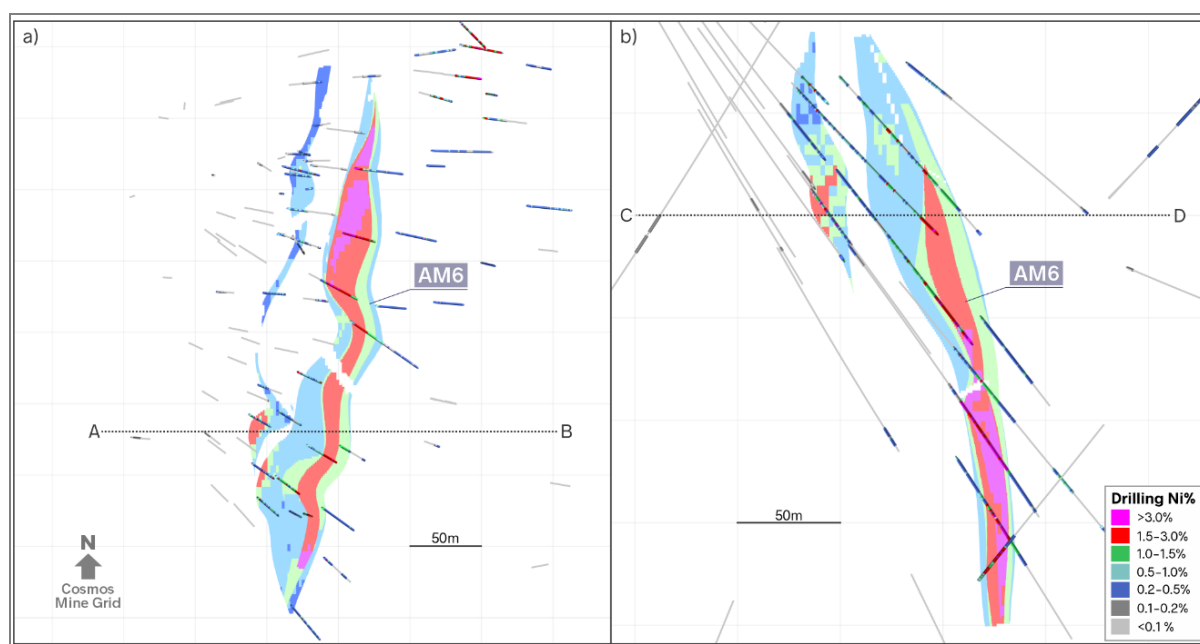 a)
AM6
A
B
N
Cosmos
Mine Grid
50m
b)
C
D
AM6
50m
Drilling Ni%
>3.0%
1.5–3.0%
1.0–1.5%
0.5–1.0%
0.2–0.5%
0.1–0.2%
<0.1 %